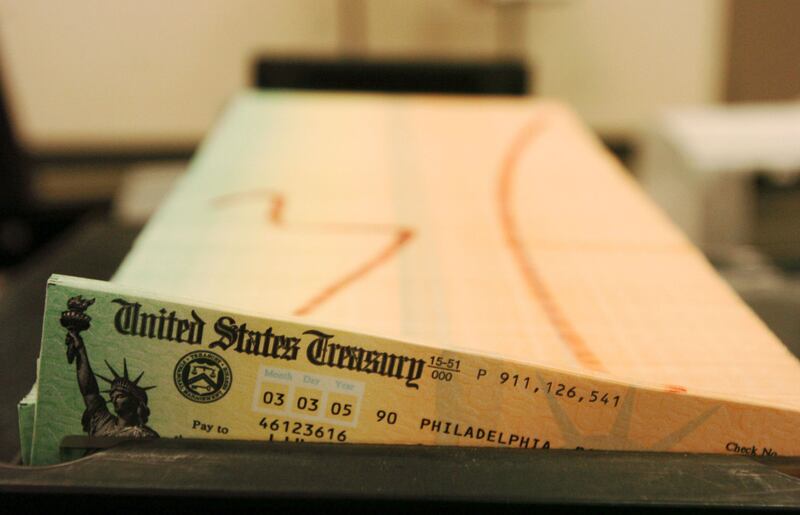 United States Treasury 15-51 P 911,126,541
000
Month Day Year
03 03 05 90 PHILADELPHIA
Pay to 46123616 Check No.